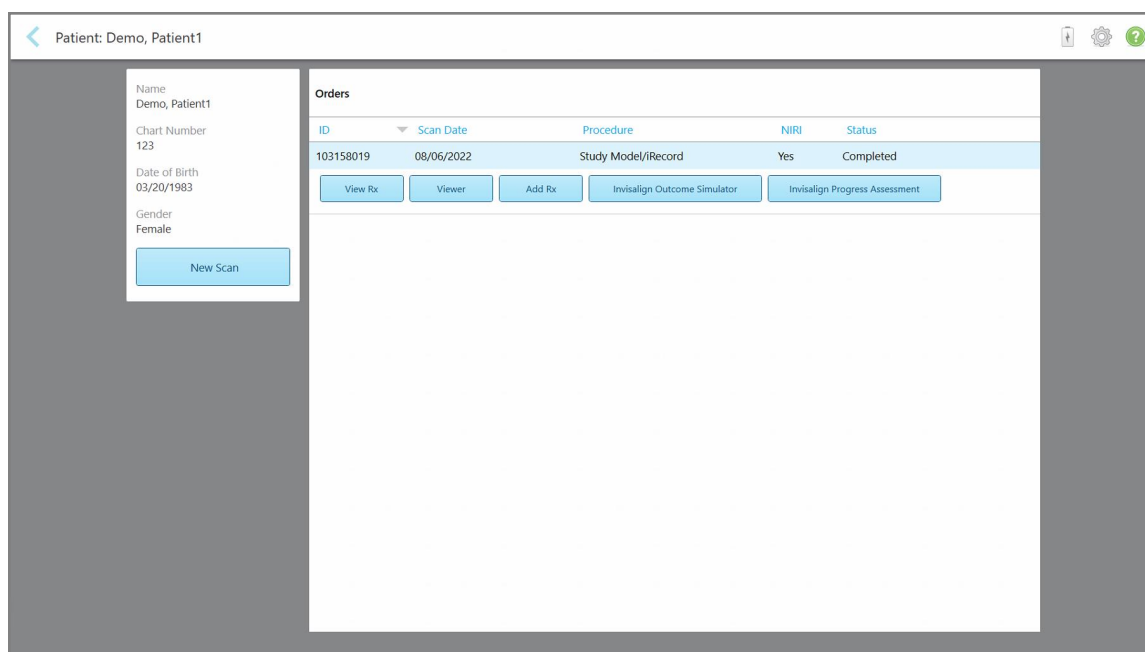 Patient: Demo, Patient1
?
Name
Demo, Patient1
Chart Number
123
Date of Birth
03/20/1983
Gender
Female
New Scan
Orders
ID Scan Date Procedure NIRI Status
103158019 08/06/2022 Study Model/iRecord Yes Completed
View Rx Viewer Add Rx Invisalign Outcome Simulator Invisalign Progress Assessment